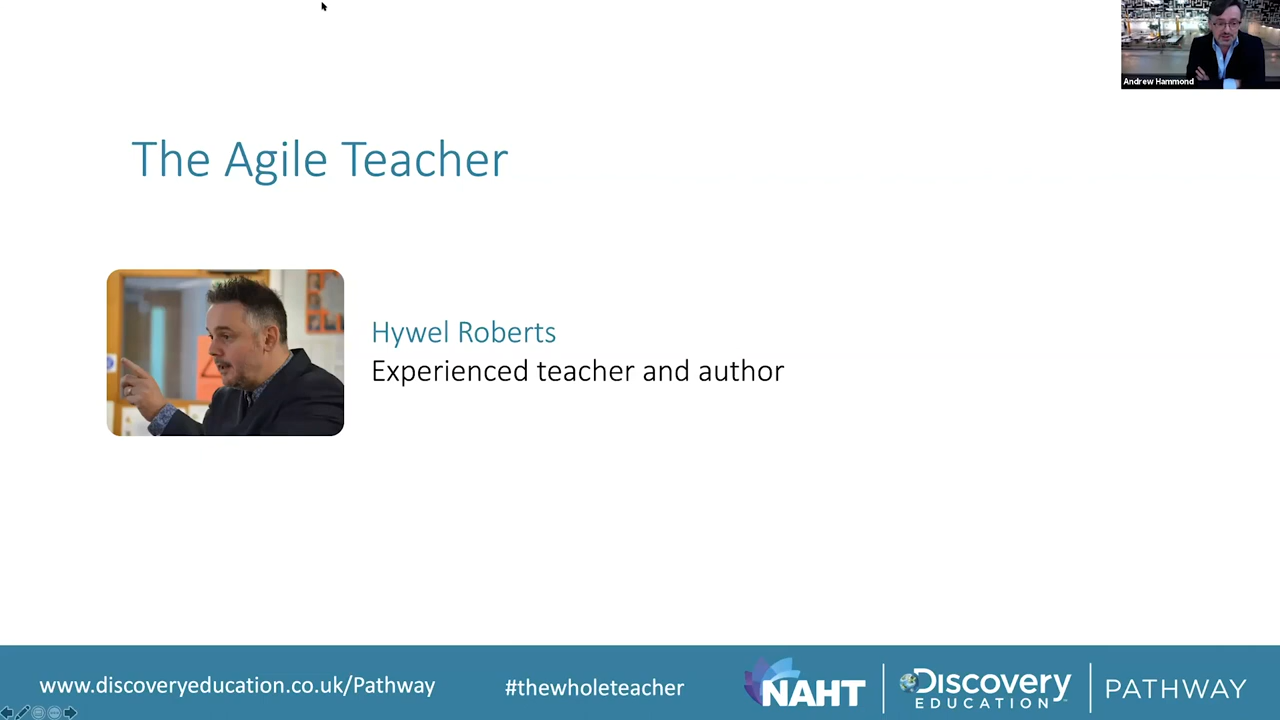 Andrew Hammond
The Agile Teacher
Hywel Roberts
Experienced teacher and author
www.discoveryeducation.co.uk/Pathway
#thewholeteacher
NAHT
Discovery
EDUCATION
PATHWAY